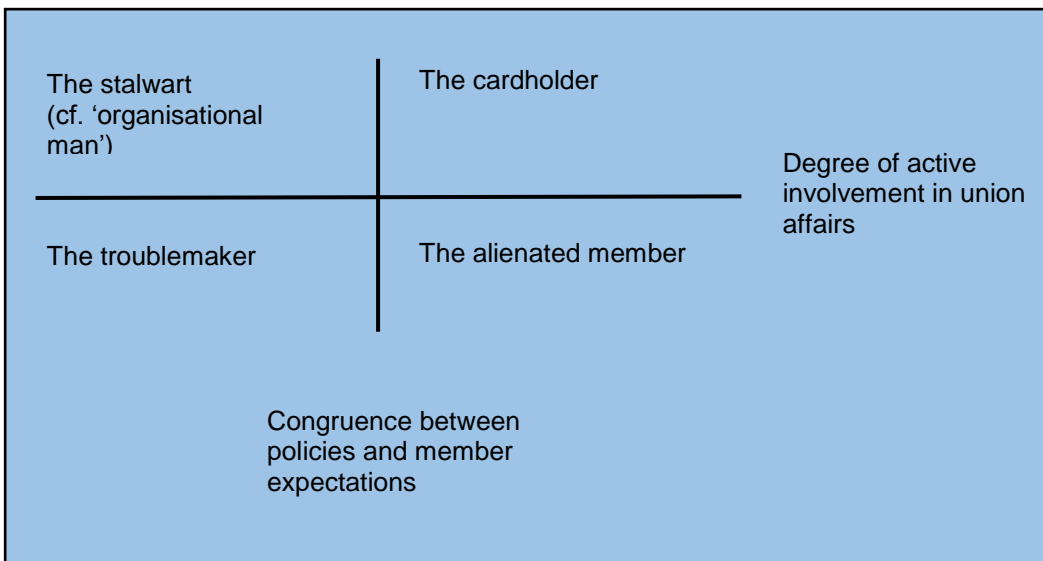 The stalwart
(cf. ‘organisational
man’)
The cardholder
Degree of active
involvement in union
affairs
The troublemaker
The alienated member
Congruence between
policies and member
expectations